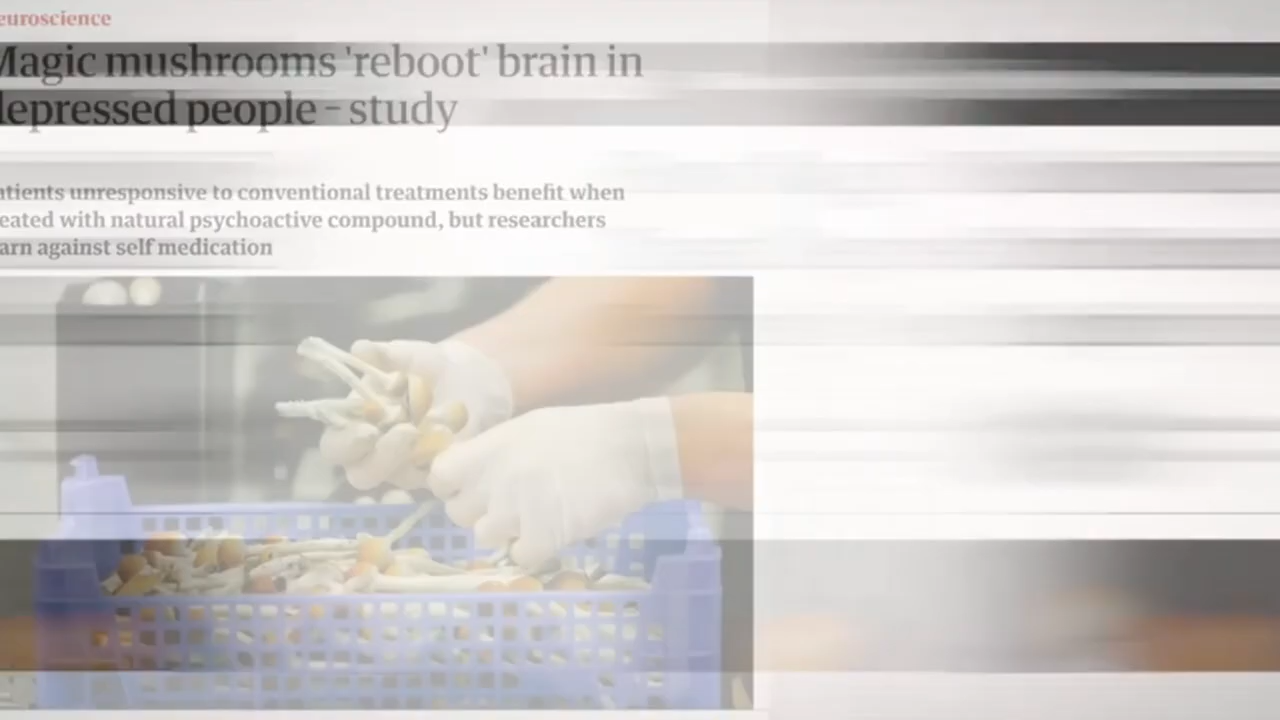 euroscience
Magic mushrooms 'reboot' brain in
depressed people – study
atients unresponsive to conventional treatments benefit when
eated with natural psychoactive compound, but researchers
arn against self medication